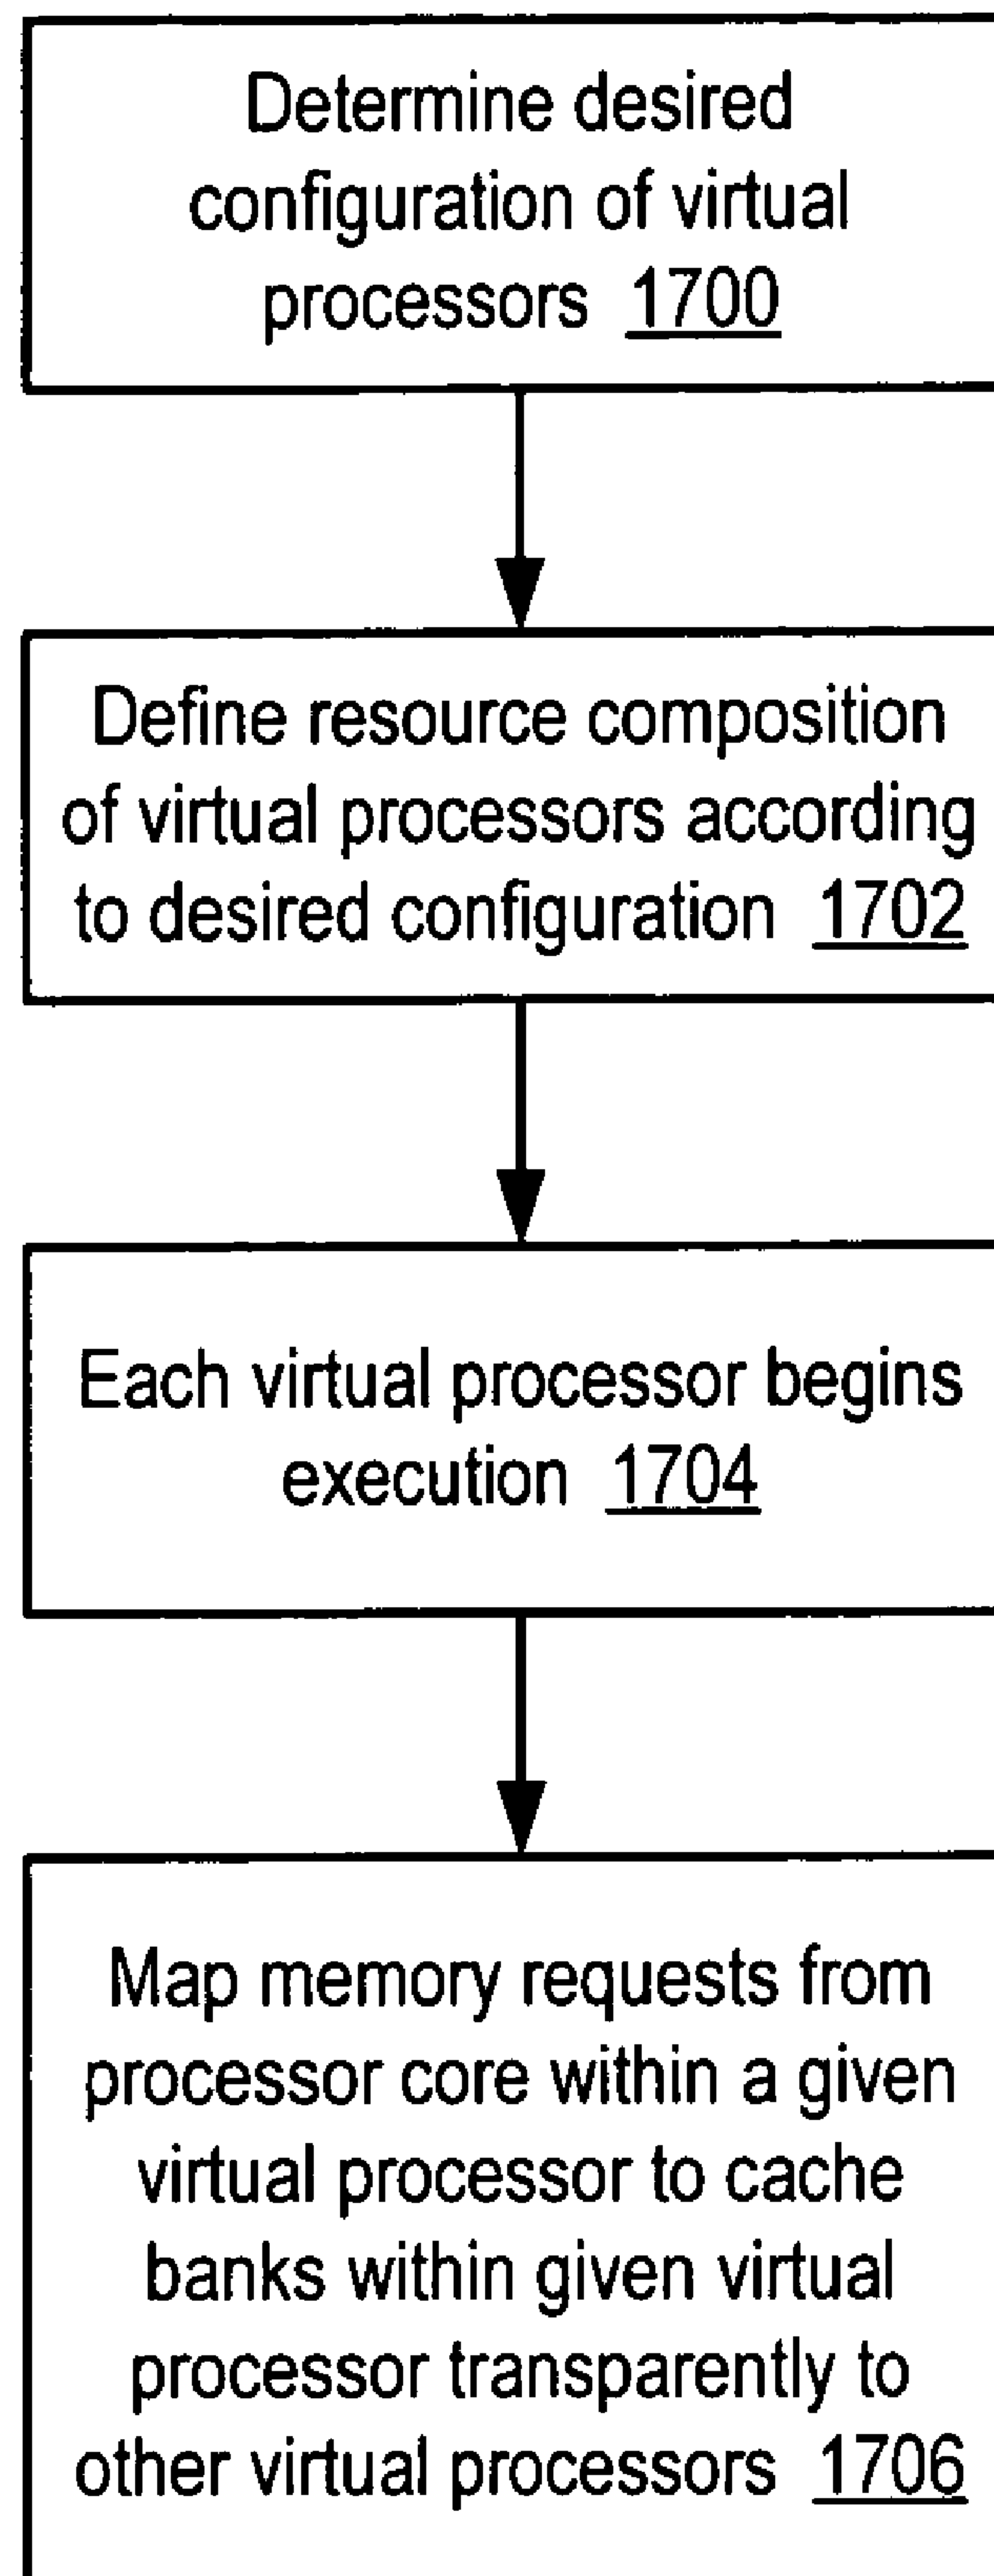 Determine desired
configuration of virtual
processors 1700
Define resource composition
of virtual processors according
to desired configuration 1702
Each virtual processor begins
execution 1704
Map memory requests from
processor core within a given
virtual processor to cache
banks within given virtual
processor transparently to
other virtual processors 1706